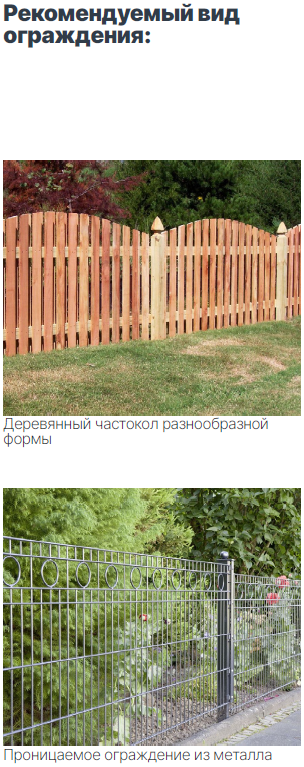 Рекомендуемый вид
ограждения:
Деревянный частокол разнообразной
формы
Проницаемое ограждение из металла